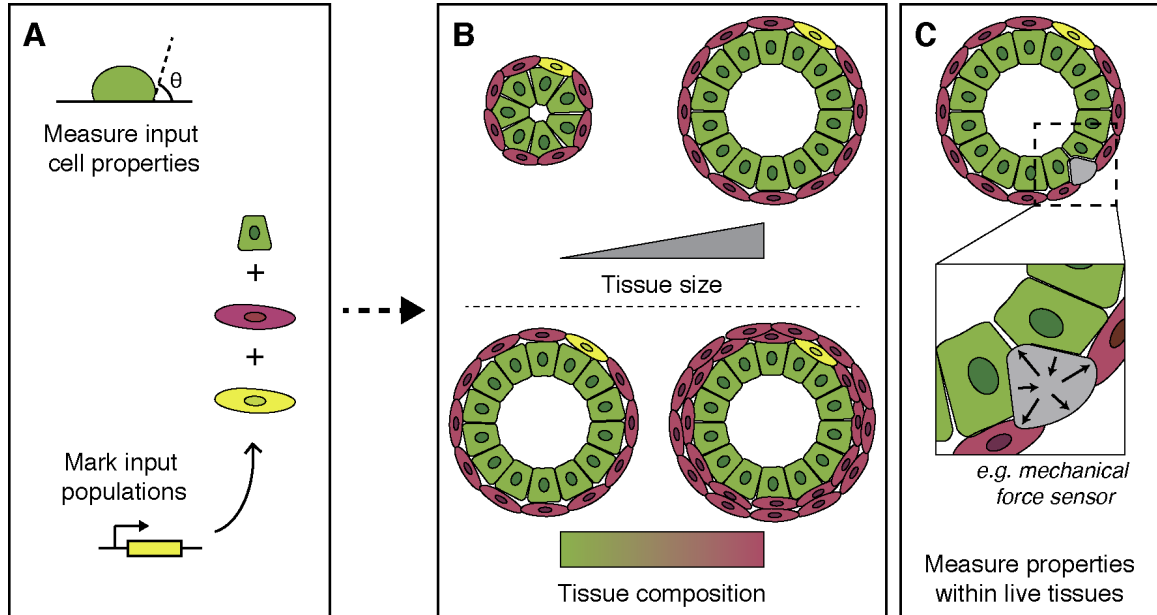 A
θ
Measure input
cell properties
+
+
Mark input
populations
B
Tissue size
Tissue composition
C
e.g. mechanical
force sensor
Measure properties
within live tissues